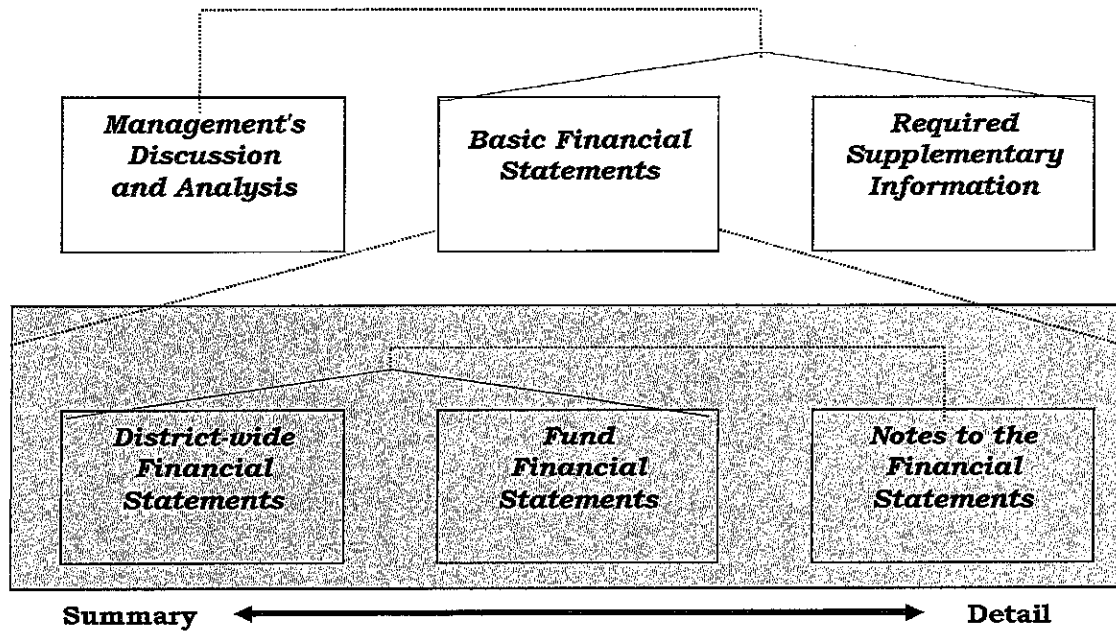 Management's
Discussion
and Analysis
Basic Financial
Statements
Required
Supplementary
Information
District-wide
Financial
Statements
Fund
Financial
Statements
Notes to the
Financial
Statements
Summary
Detail